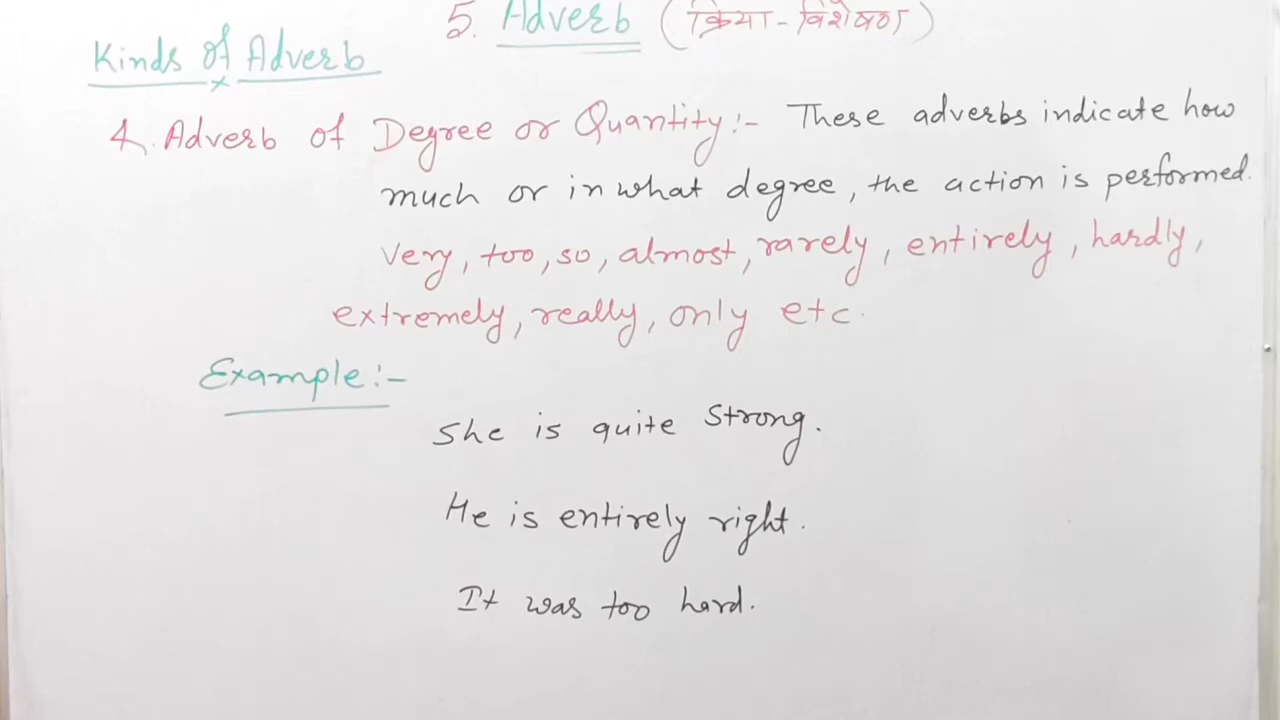 5. Adverb (क्रिया-विशेषण)
Kinds of Adverb
4. Adverb of Degree or Quantity:- These adverbs indicate how
much or in what degree, the action is performed.
very, too, so, almost, rarely, entirely, hardly,
extremely, really, only etc.
Example:-
She is quite strong.
He is entirely right.
It was too hard.